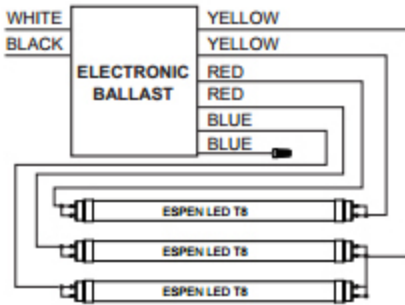 WHITE
YELLOW
BLACK
YELLOW
ELECTRONIC
BALLAST
RED
RED
BLUE
BLUE
ESPEN LED T8
ESPEN LED T8
ESPEN LED T8